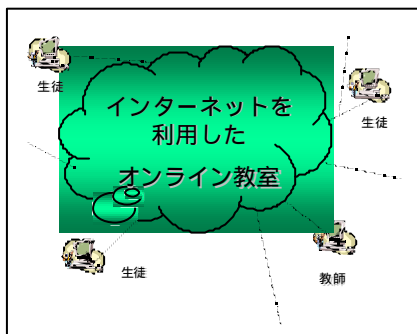 生徒
インターネットを
利用した
生徒
オンライン教室
生徒
教師